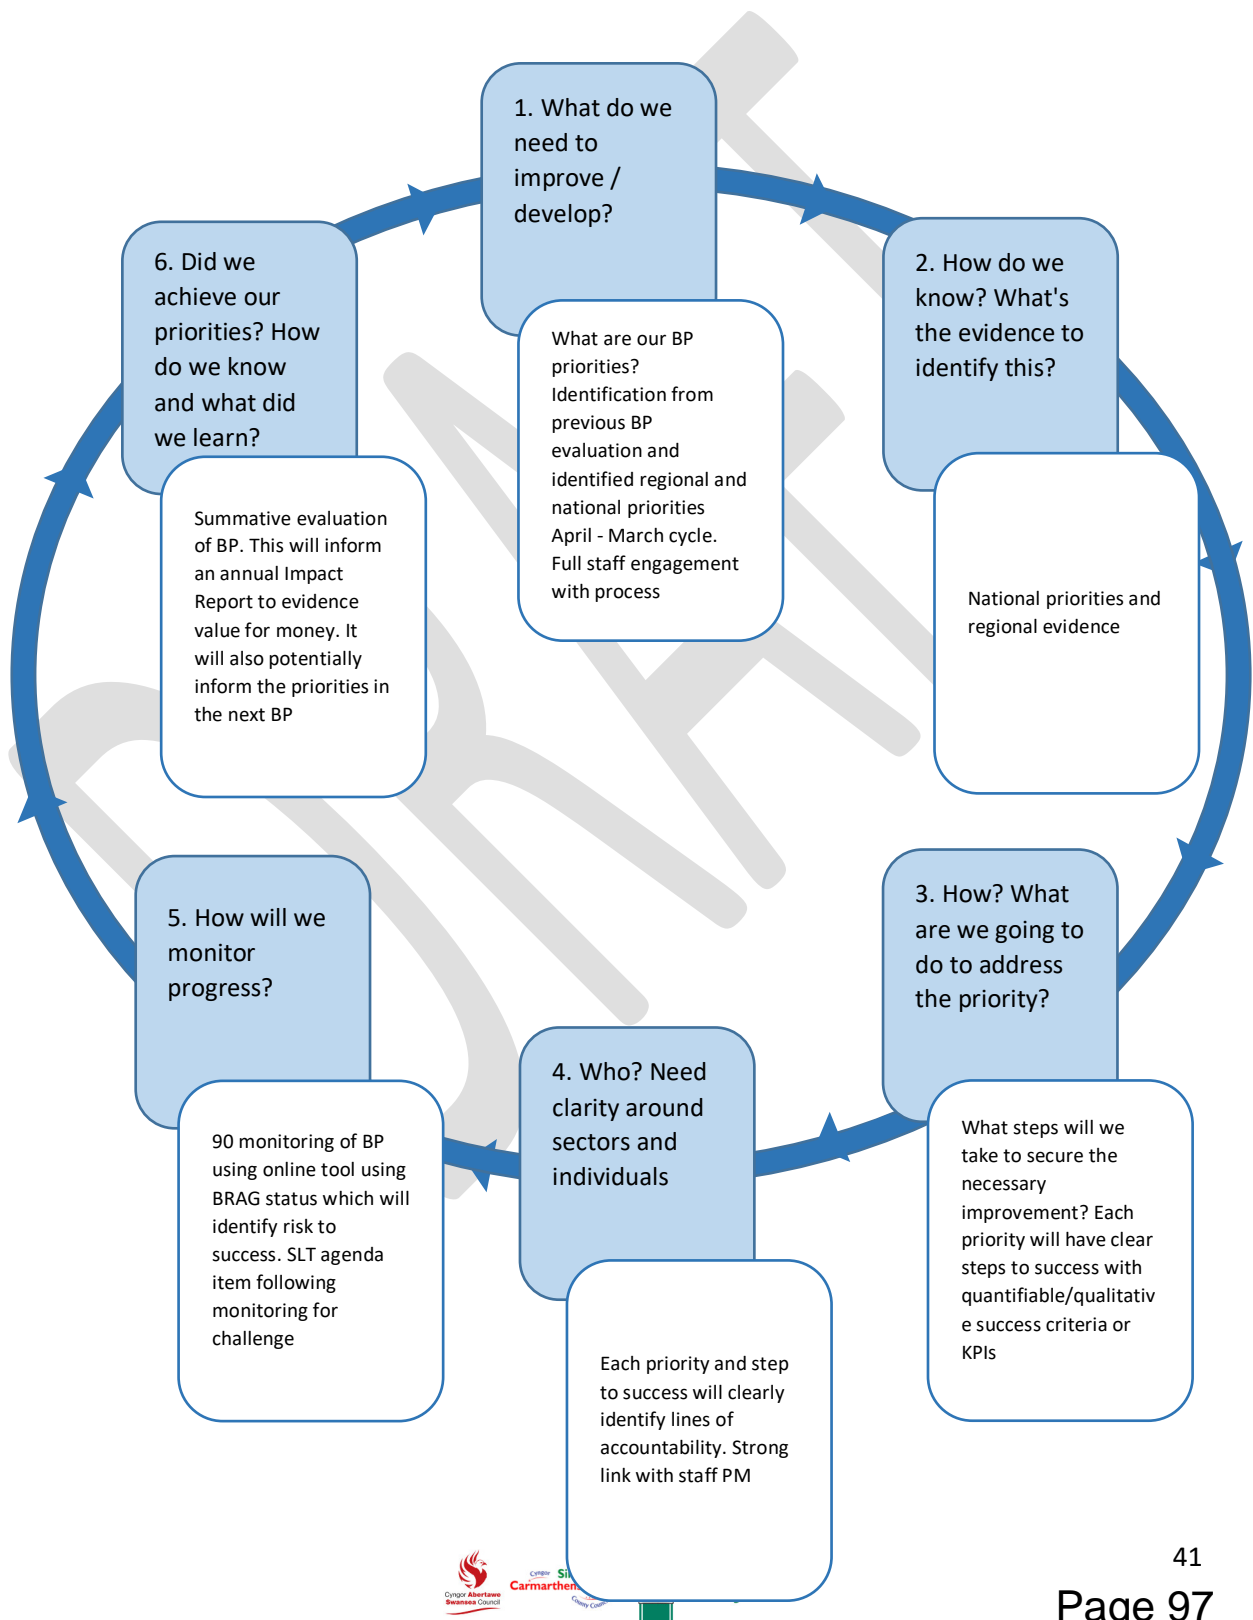 1. What do we
need to
improve /
develop?
What are our BP
priorities?
Identification from
previous BP
evaluation and
identified regional and
national priorities
April - March cycle.
Full staff engagement
with process
2. How do we
know? What's
the evidence to
identify this?
National priorities and
regional evidence
3. How? What
are we going to
do to address
the priority?
What steps will we
take to secure the
necessary
improvement? Each
priority will have clear
steps to success with
quantifiable/qualitativ
e success criteria or
KPIs
4. Who? Need
clarity around
sectors and
individuals
Each priority and step
to success will clearly
identify lines of
accountability. Strong
link with staff PM
5. How will we
monitor
progress?
90 monitoring of BP
using online tool using
BRAG status which will
identify risk to
success. SLT agenda
item following
monitoring for
challenge
6. Did we
achieve our
priorities? How
do we know
and what did
we learn?
Summative evaluation
of BP. This will inform
an annual Impact
Report to evidence
value for money. It
will also potentially
inform the priorities in
the next BP
DRAFT
Cyngor Abertawe
Swansea Council
Cyngor
County
41
Page 97